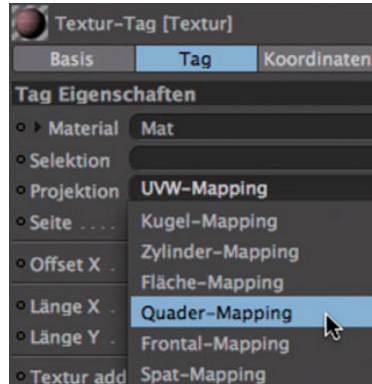 Textur-Tag [Textur]
Basis Tag Koordinaten
Tag Eigenschaften
Material Mat
Selektion
Projektion UVW-Mapping
Seite .... Kugel-Mapping
Zylinder-Mapping
Offset X . Fläche-Mapping
Länge X . Quader-Mapping
Länge Y . Frontal-Mapping
Textur add Spat-Mapping